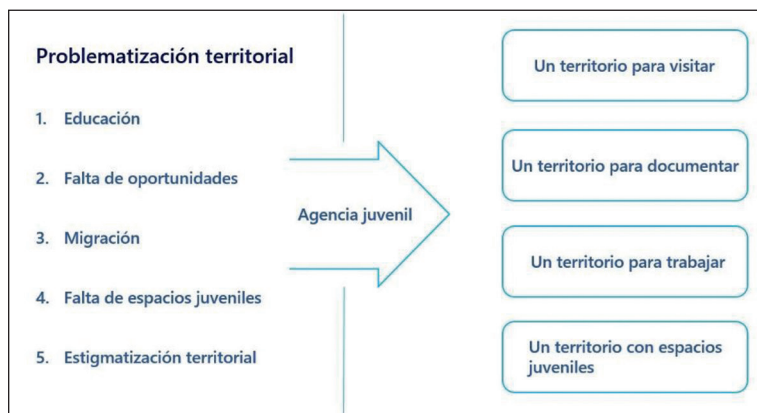 Problematización territorial
1. Educación
2. Falta de oportunidades
3. Migración
4. Falta de espacios juveniles
5. Estigmatización territorial
Agencia juvenil
Un territorio para visitar
Un territorio para documentar
Un territorio para trabajar
Un territorio con espacios
juveniles